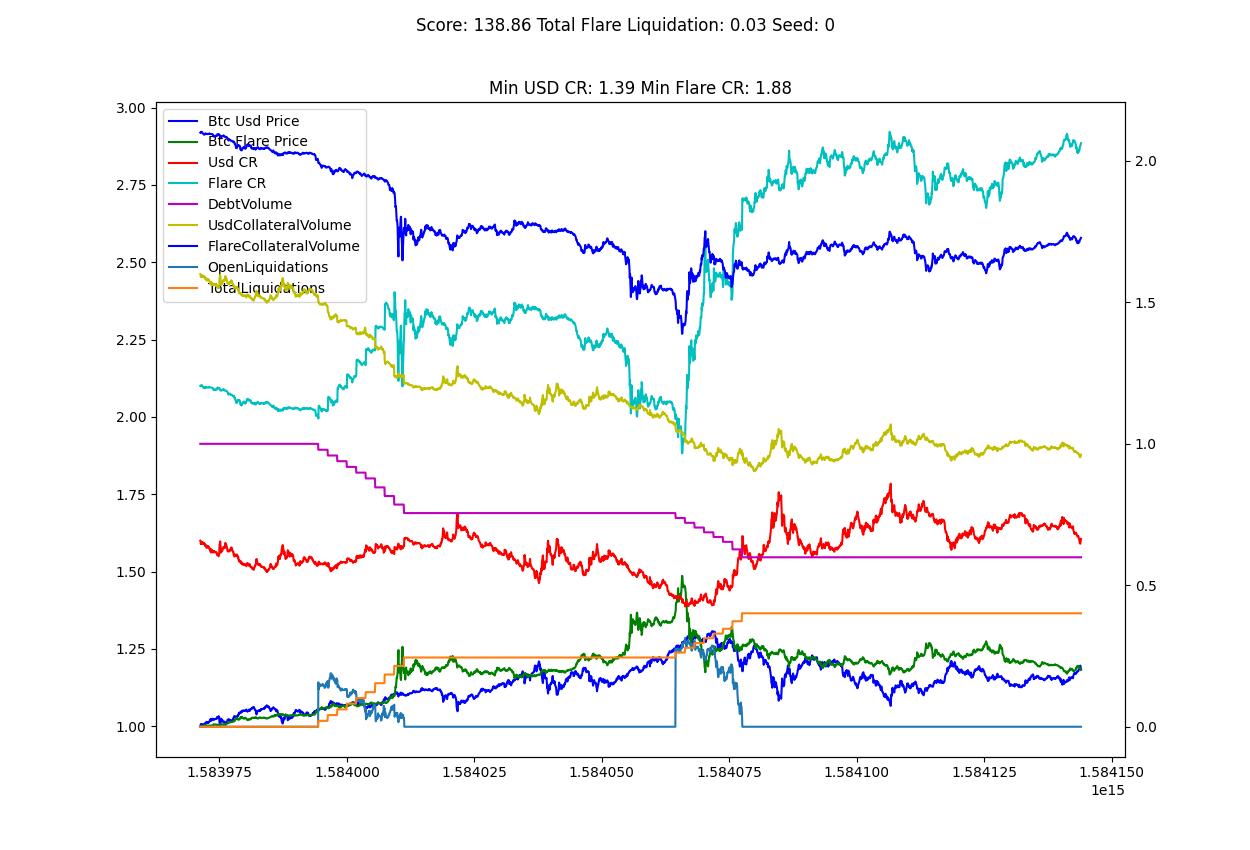 Score: 138.86 Total Flare Liquidation: 0.03 Seed: 0
Min USD CR: 1.39 Min Flare CR: 1.88
3.00
2.75
2.50
2.25
2.00
1.75
1.50
1.25
1.00
Btc Usd Price
Btc Flare Price
Usd CR
Flare CR
DebtVolume
UsdCollateralVolume
FlareCollateralVolume
OpenLiquidations
TotalLiquidations
2.0
1.5
1.0
0.5
0.0
1.583975 1.584000 1.584025 1.584050 1.584075 1.584100 1.584125 1.584150
1e15